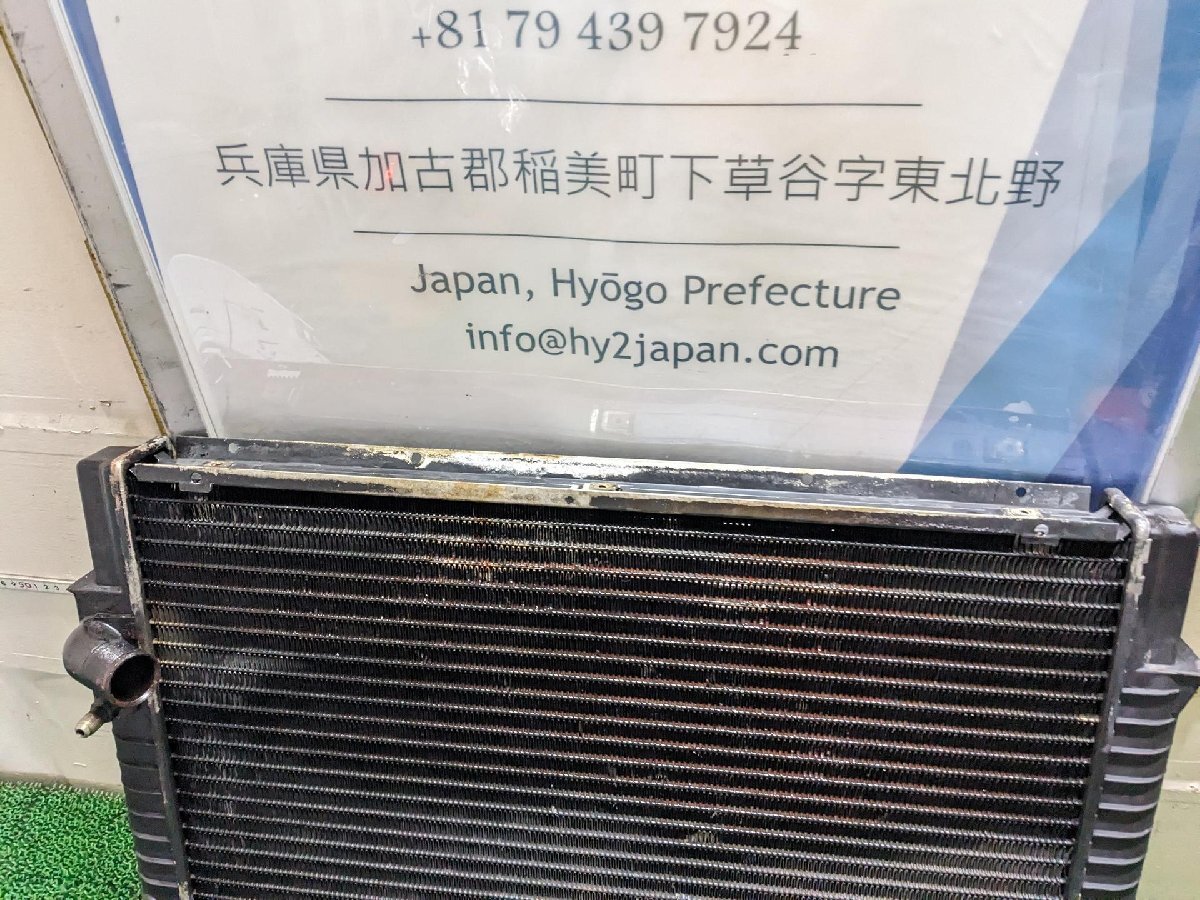 +81 79 439 7924
兵庫県加古郡稲美町下草谷字東北野
Japan, Hyōgo Prefecture
info@hy2japan.com